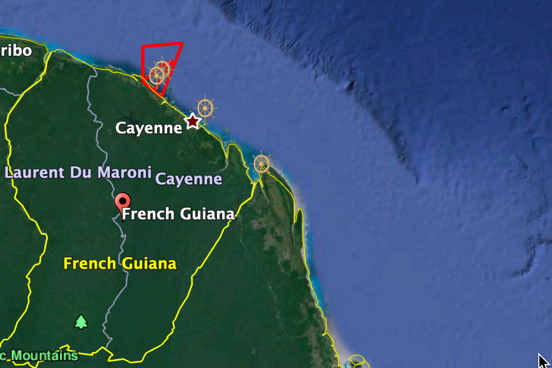 ribo
Cayenne
Laurent Du Maroni
Cayenne
French Guiana
French Guiana
c Mountains